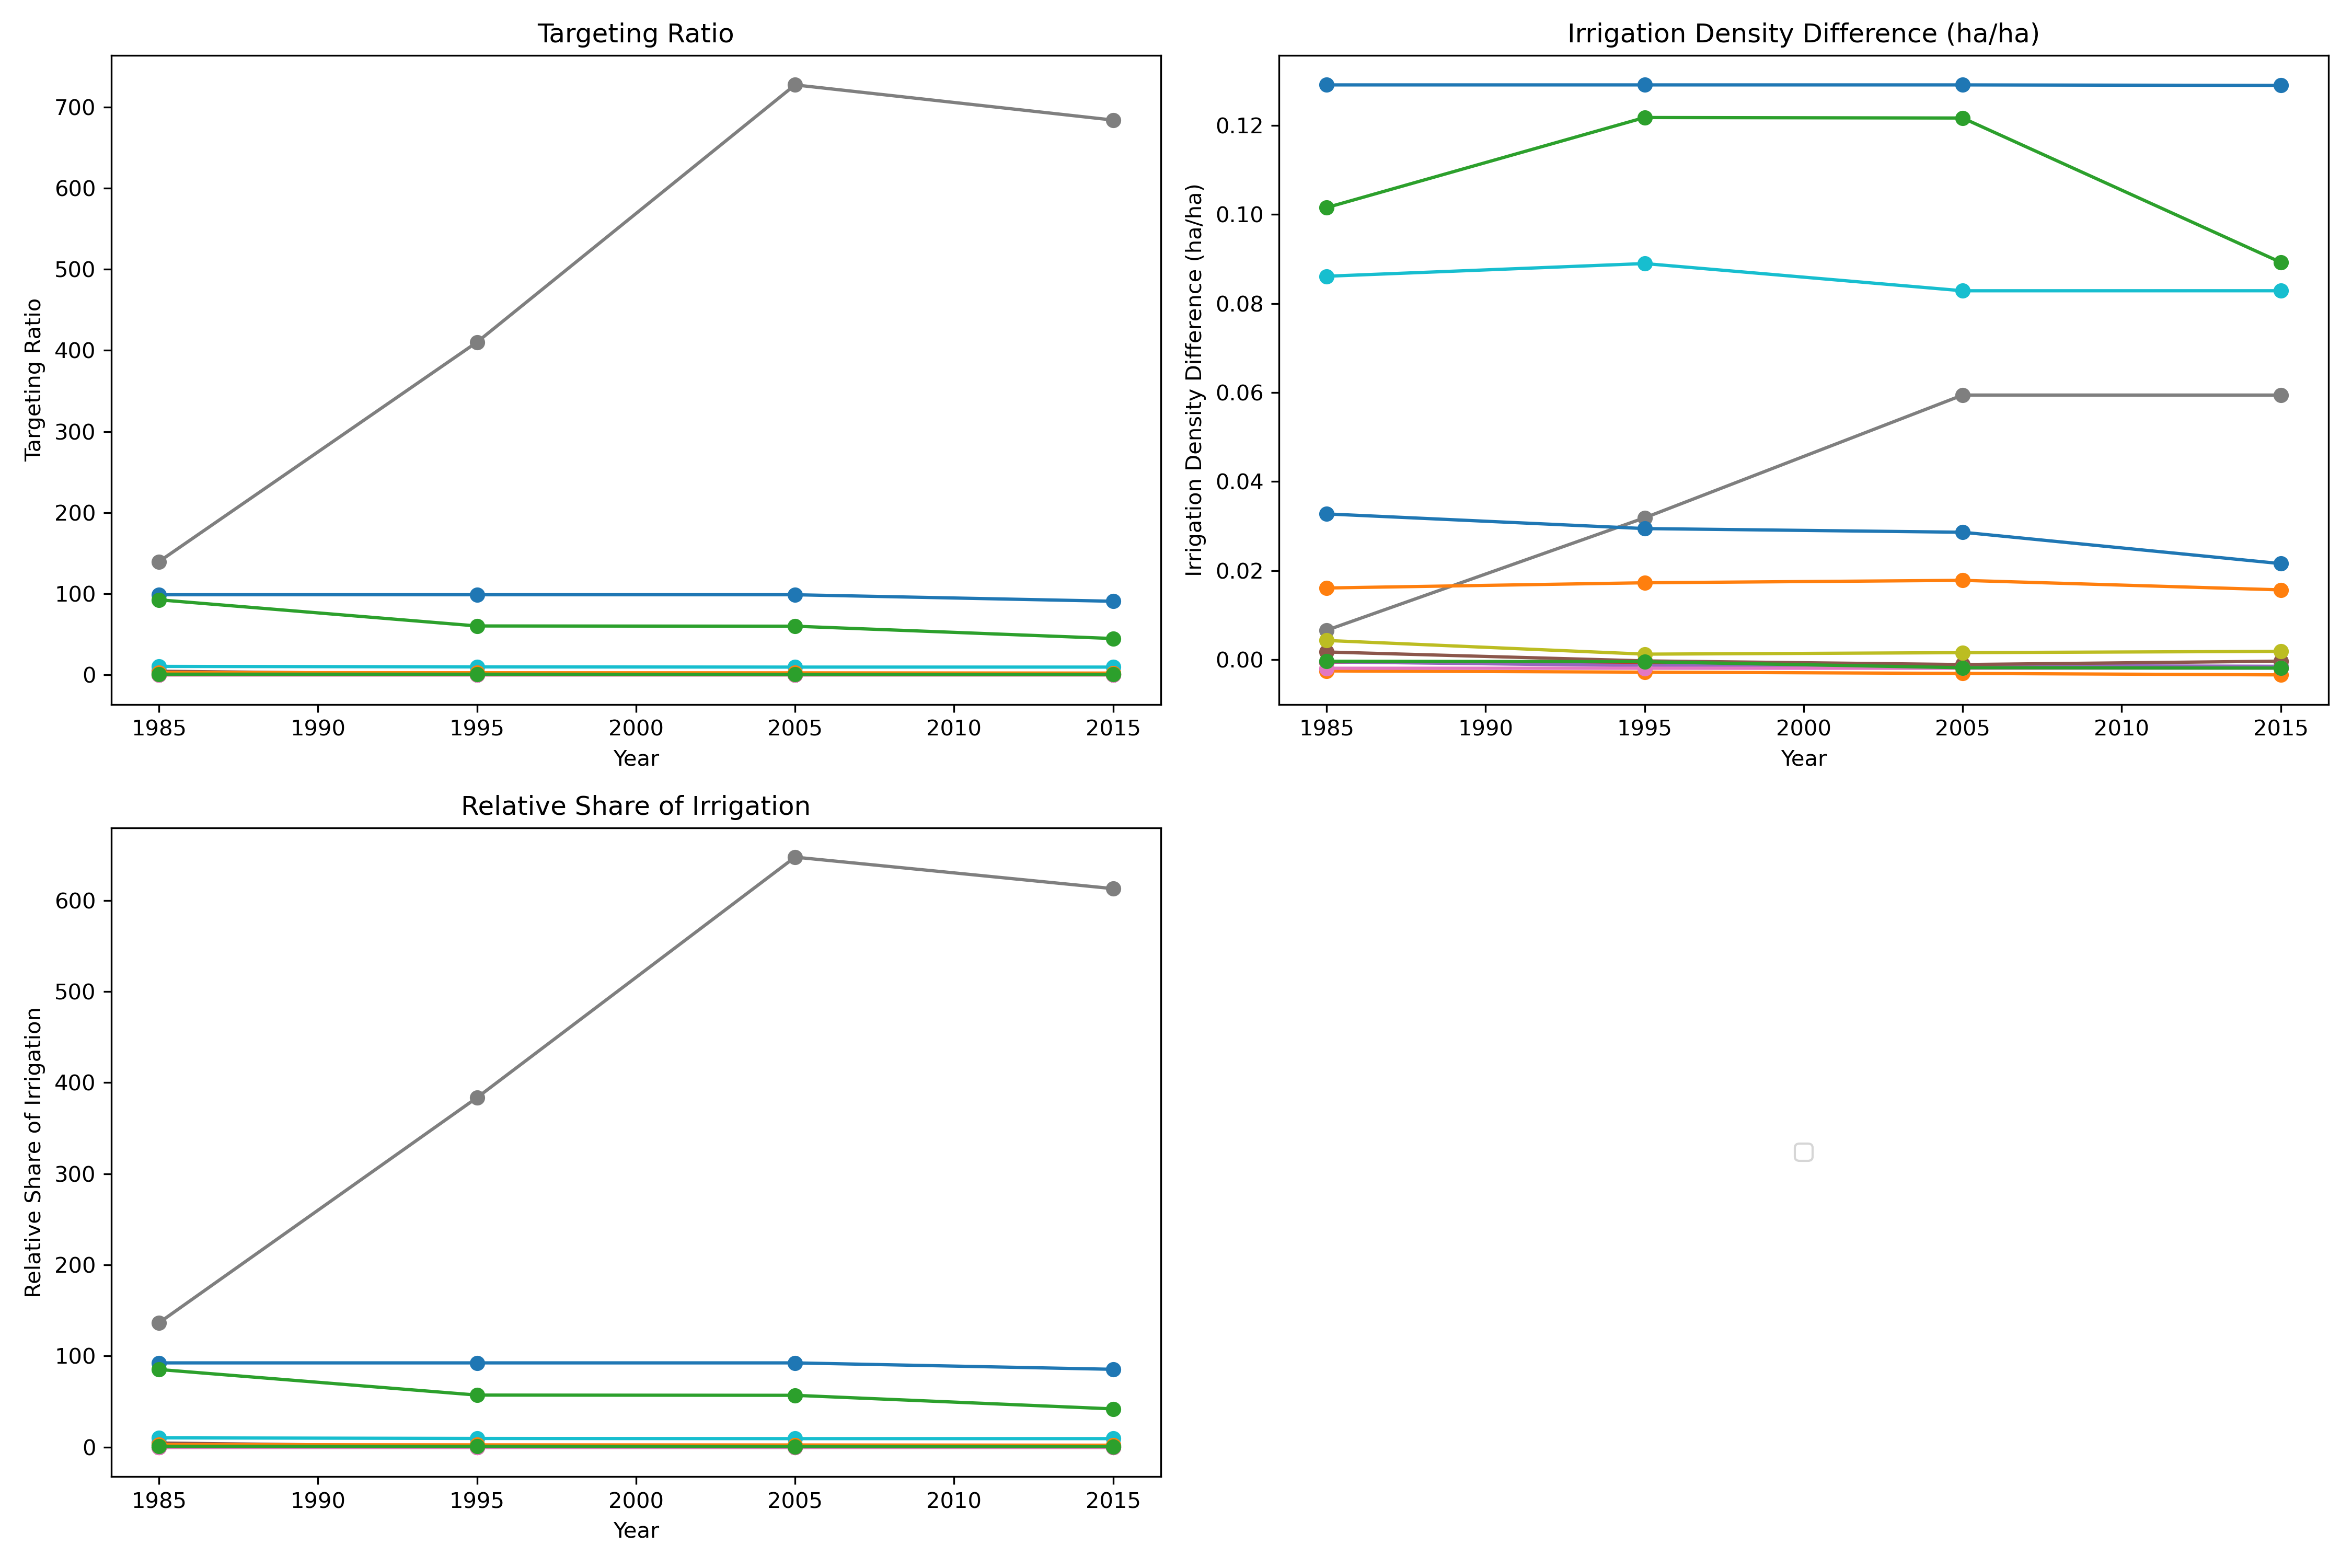 Targeting Ratio
700
600
500
400
300
200
100
0
Targeting Ratio
1985 1990 1995 2000 2005 2010 2015
Year
Irrigation Density Difference (ha/ha)
0.12
0.10
0.08
0.06
0.04
0.02
0.00
Irrigation Density Difference (ha/ha)
1985 1990 1995 2000 2005 2010 2015
Year
Relative Share of Irrigation
600
500
400
300
200
100
0
Relative Share of Irrigation
1985 1990 1995 2000 2005 2010 2015
Year